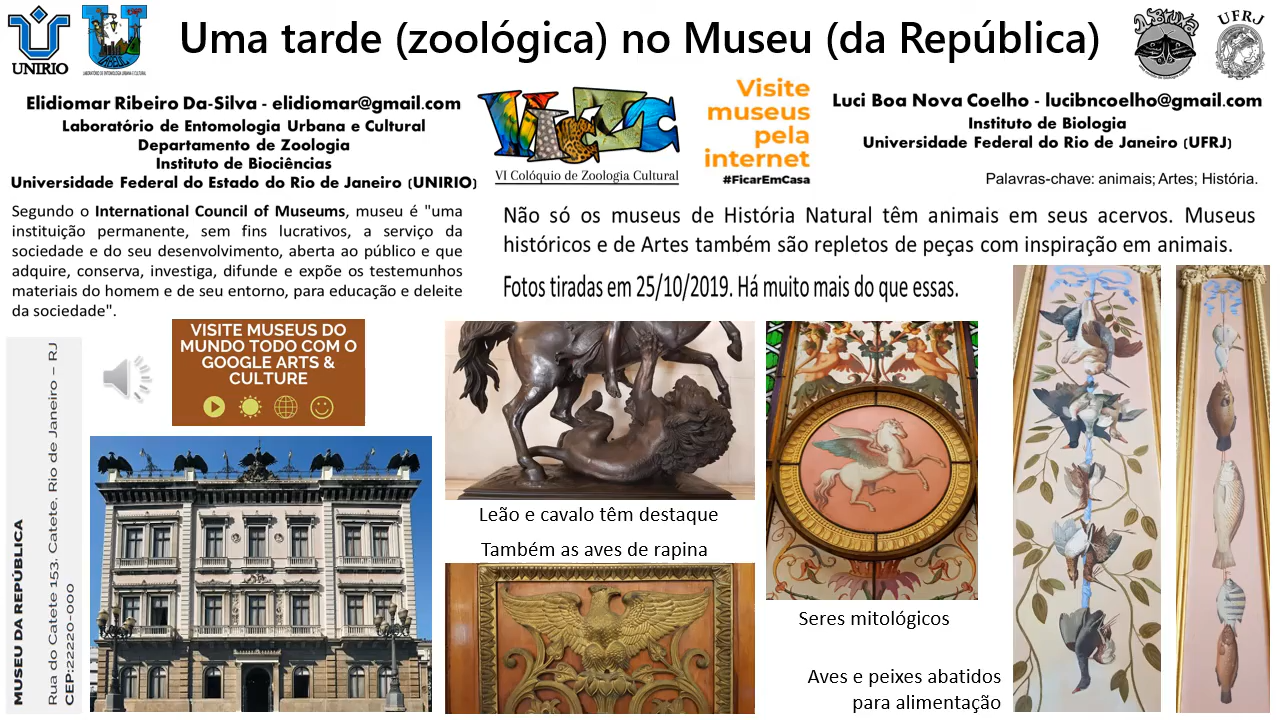 Uma tarde (zoológica) no Museu (da República)
UNIRIO
LABORATÓRIO DE ENTOMOLOGIA URBANA E CULTURAL
A Bruxa
UFRJ
Elidiomar Ribeiro Da-Silva - elidiomar@gmail.com
Laboratório de Entomologia Urbana e Cultural
Departamento de Zoologia
Instituto de Biociências
Universidade Federal do Estado do Rio de Janeiro (UNIRIO)
VI CZC
VI Colóquio de Zoologia Cultural
Visite
museus
pela
internet
#FicarEmCasa
Luci Boa Nova Coelho - lucibncoelho@gmail.com
Instituto de Biologia
Universidade Federal do Rio de Janeiro (UFRJ)
Palavras-chave: animais; Artes; História.
Segundo o International Council of Museums, museu é "uma
instituição permanente, sem fins lucrativos, a serviço da
sociedade e do seu desenvolvimento, aberta ao público e que
adquire, conserva, investiga, difunde e expõe os testemunhos
materiais do homem e de seu entorno, para educação e deleite
da sociedade".
Não só os museus de História Natural têm animais em seus acervos. Museus
históricos e de Artes também são repletos de peças com inspiração em animais.
Fotos tiradas em 25/10/2019. Há muito mais do que essas.
VISITE MUSEUS DO
MUNDO TODO COM O
GOOGLE ARTS &
CULTURE
MUSEU DA REPÚBLICA
Rua do Catete 153. Catete. Rio de Janeiro – RJ
CEP:22220-000
Leão e cavalo têm destaque
Também as aves de rapina
Seres mitológicos
Aves e peixes abatidos
para alimentação